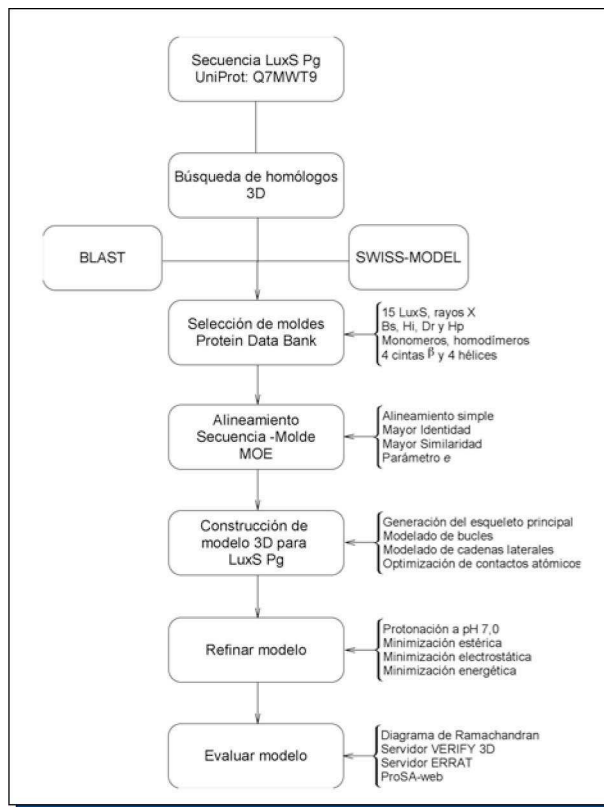 Secuencia LuxS Pg
UniProt: Q7MWT9
Búsqueda de homólogos
3D
BLAST
SWISS-MODEL
Selección de moldes
Protein Data Bank
15 LuxS, rayos X
Bs, Hi, Dr y Hp
Monomeros, homodímeros
4 cintas β y 4 hélices
Alineamiento
Secuencia -Molde
MOE
Alineamiento simple
Mayor Identidad
Mayor Similaridad
Parámetro e
Construcción de
modelo 3D para
LuxS Pg
Generación del esqueleto principal
Modelado de bucles
Modelado de cadenas laterales
Optimización de contactos atómicos
Refinar modelo
Protonación a pH 7,0
Minimización estérica
Minimización electrostática
Minimización energética
Evaluar modelo
Diagrama de Ramachandran
Servidor VERIFY 3D
Servidor ERRAT
ProSA-web